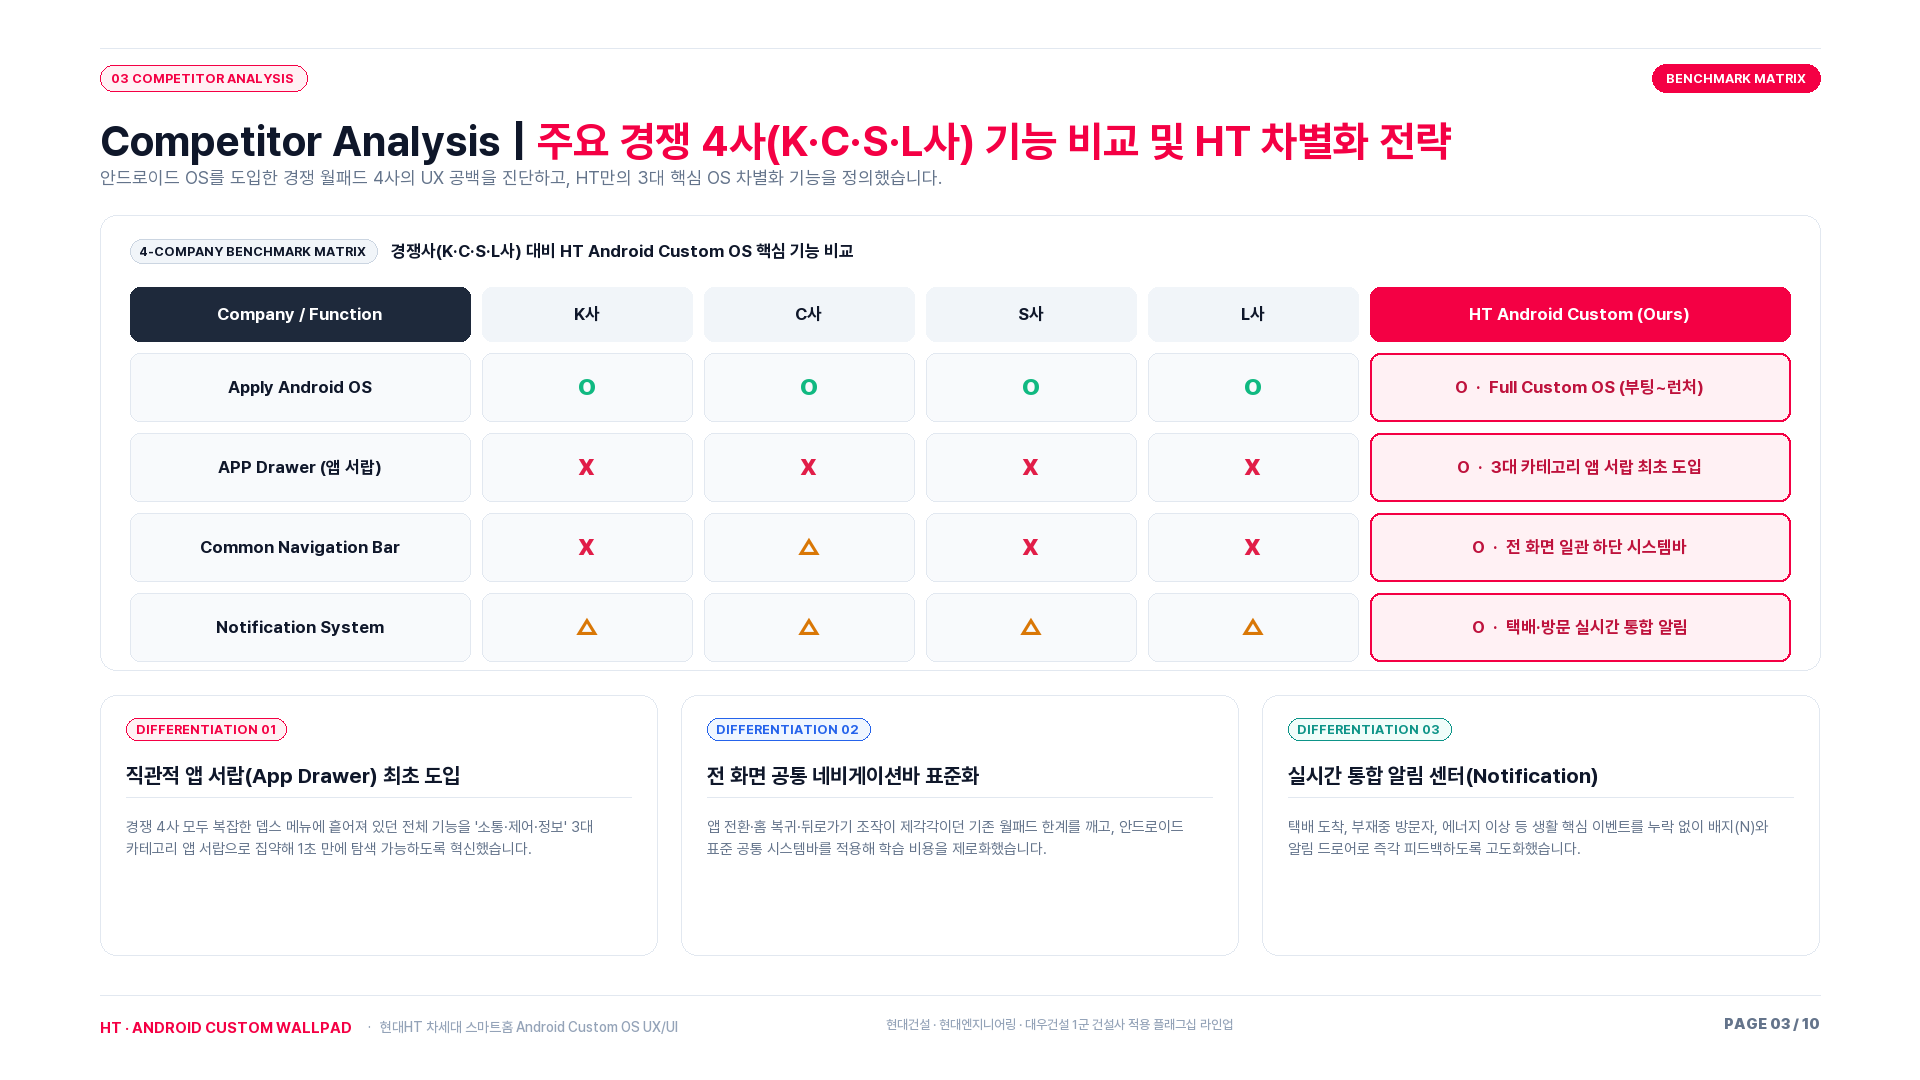 03 COMPETITOR ANALYSIS
BENCHMARK MATRIX
Competitor Analysis | 주요 경쟁 4사(K·C·S·L사) 기능 비교 및 HT 차별화 전략
안드로이드 OS를 도입한 경쟁 월패드 4사의 UX 공백을 진단하고, HT만의 3대 핵심 OS 차별화 기능을 정의했습니다.
4-COMPANY BENCHMARK MATRIX 경쟁사(K·C·S·L사) 대비 HT Android Custom OS 핵심 기능 비교
Company / Function K사 C사 S사 L사 HT Android Custom (Ours)
Apply Android OS O O O O O · Full Custom OS (부팅~런처)
APP Drawer (앱 서랍) X X X X O · 3대 카테고리 앱 서랍 최초 도입
Common Navigation Bar X △ X X O · 전 화면 일관 하단 시스템바
Notification System △ △ △ △ O · 택배·방문 실시간 통합 알림
DIFFERENTIATION 01
직관적 앱 서랍(App Drawer) 최초 도입
경쟁 4사 모두 복잡한 뎁스 메뉴에 흩어져 있던 전체 기능을 '소통·제어·정보' 3대
카테고리 앱 서랍으로 집약해 1초 만에 탐색 가능하도록 혁신했습니다.
DIFFERENTIATION 02
전 화면 공통 네비게이션바 표준화
앱 전환·홈 복귀·뒤로가기 조작이 제각각이던 기존 월패드 한계를 깨고, 안드로이드
표준 공통 시스템바를 적용해 학습 비용을 제로화했습니다.
DIFFERENTIATION 03
실시간 통합 알림 센터(Notification)
택배 도착, 부재중 방문자, 에너지 이상 등 생활 핵심 이벤트를 누락 없이 배지(N)와
알림 드로어로 즉각 피드백하도록 고도화했습니다.
HT · ANDROID CUSTOM WALLPAD · 현대HT 차세대 스마트홈 Android Custom OS UX/UI
현대건설 · 현대엔지니어링 · 대우건설 1군 건설사 적용 플래그십 라인업
PAGE 03 / 10